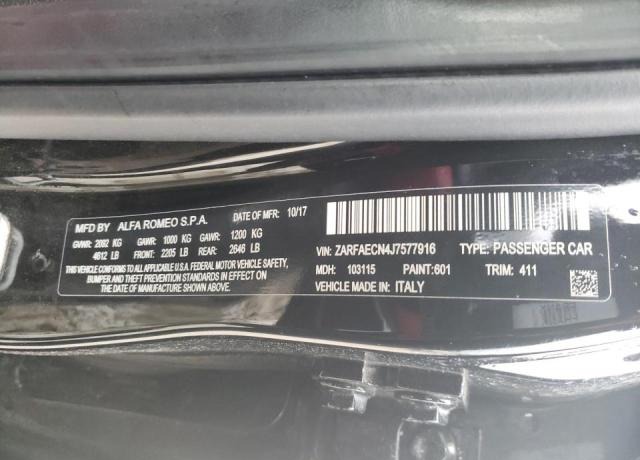 MFD BY ALFA ROMEO S.P.A. DATE OF MFR: 10/17
GVWR: 2092 KG GAWR: 1000 KG GAWR: 1200 KG
4612 LB FRONT: 2205 LB REAR: 2646 LB
THIS VEHICLE CONFORMS TO ALL APPLICABLE U.S.A. FEDERAL MOTOR VEHICLE SAFETY,
BUMPER AND THEFT PREVENTION STANDARDS IN EFFECT ON
THE DATE OF MANUFACTURE SHOWN ABOVE.
VIN: ZARFAECN4J7577916 TYPE: PASSENGER CAR
MDH: 103115 PAINT:601 TRIM: 411
VEHICLE MADE IN: ITALY